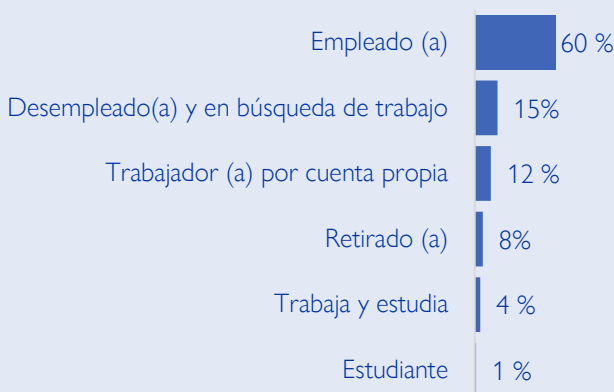 Empleado (a) 60 %
Desempleado(a) y en búsqueda de trabajo 15%
Trabajador (a) por cuenta propia 12 %
Retirado (a) 8%
Trabaja y estudia 4 %
Estudiante 1 %